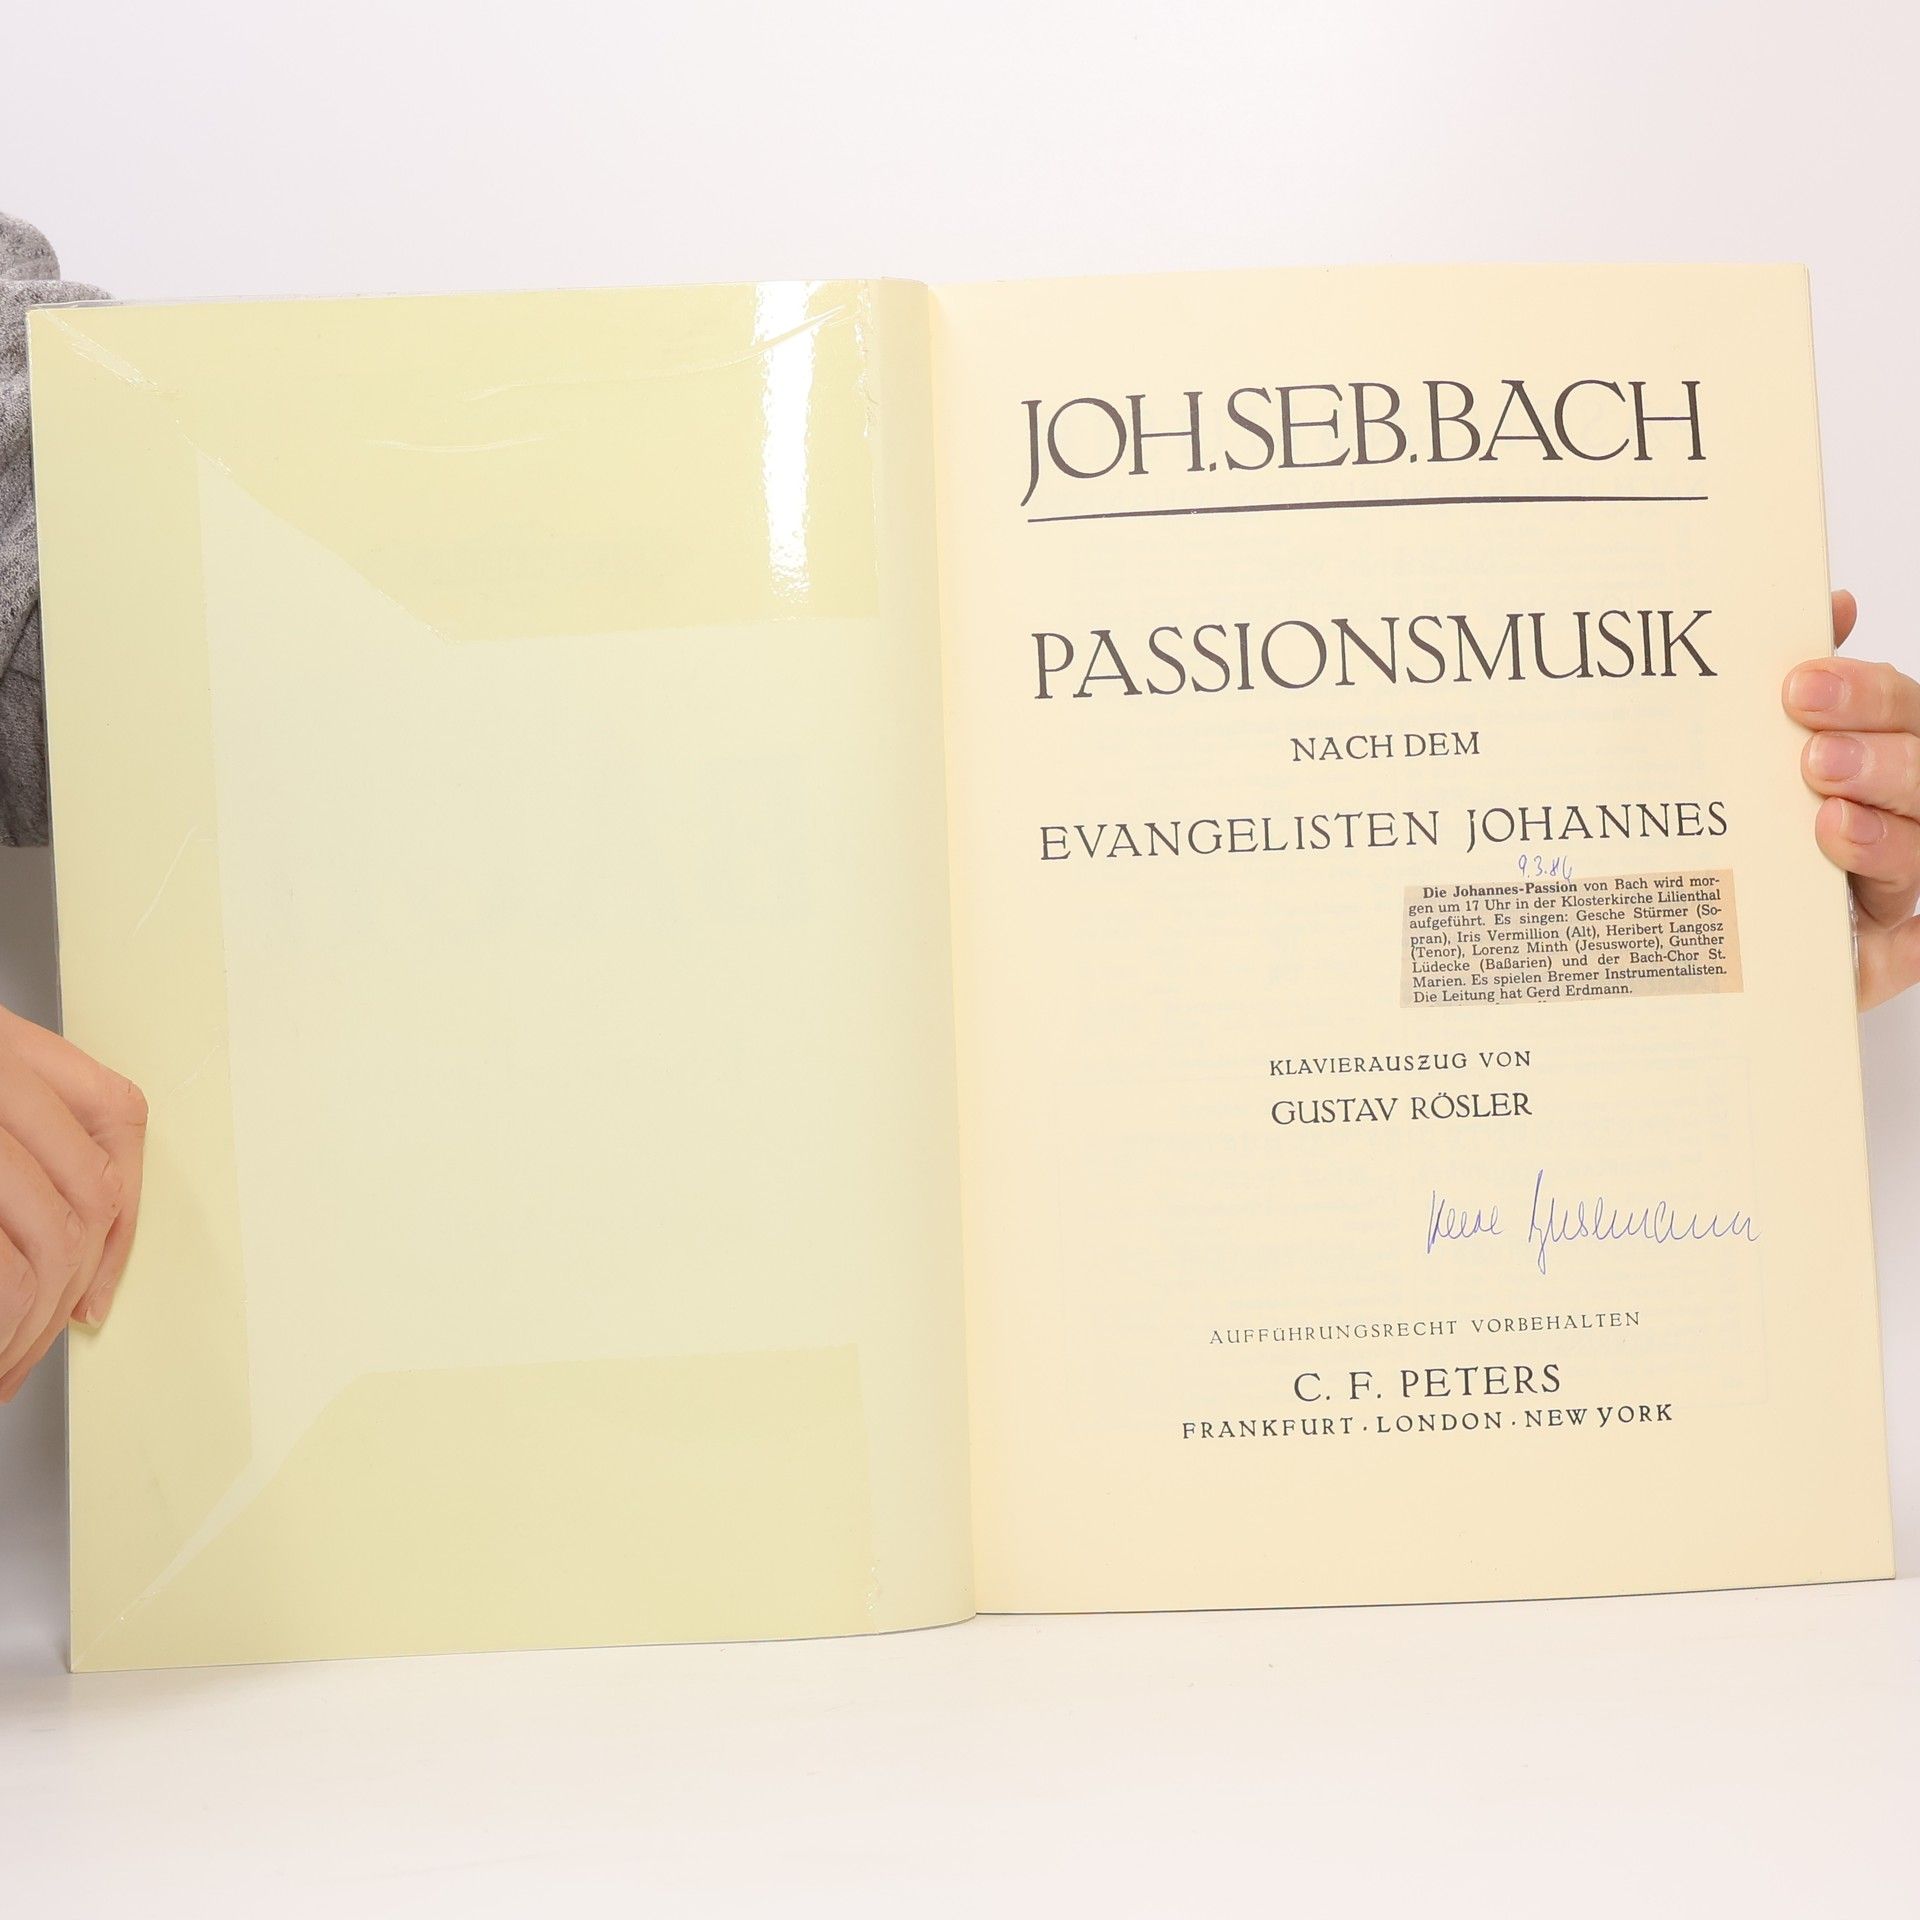 JOH.SEB.BACH
PASSIONSMUSIK
NACH DEM
EVANGELISTEN JOHANNES
9.3.86
Die Johannes-Passion von Bach wird mor-
gen um 17 Uhr in der Klosterkirche Lilienthal
aufgeführt. Es singen: Gesche Stürmer (So-
pran), Iris Vermillion (Alt), Heribert Langosz
(Tenor), Lorenz Minth (Jesusworte), Gunther
Lüdecke (Baßarien) und der Bach-Chor St.
Marien. Es spielen Bremer Instrumentalisten.
Die Leitung hat Gerd Erdmann.
KLAVIERAUSZUG VON
GUSTAV RÖSLER
AUFFÜHRUNGSRECHT VORBEHALTEN
C. F. PETERS
FRANKFURT · LONDON · NEW YORK